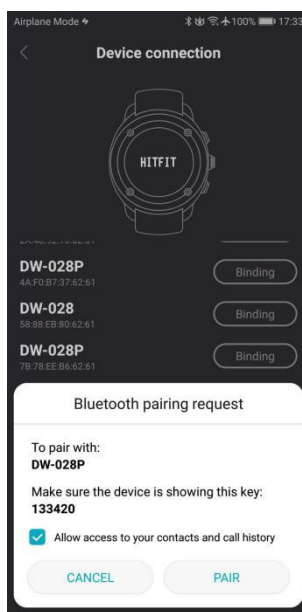 Airplane Mode 100% 17:33
Device connection
HITFIT
DW-028P
4A:F0:B7:37:62:61
Binding
DW-028
58:88:EB:80:62:61
Binding
DW-028P
7B:78:EE:B6:62:61
Binding
Bluetooth pairing request
To pair with:
DW-028P
Make sure the device is showing this key:
133420
Allow access to your contacts and call history
CANCEL PAIR